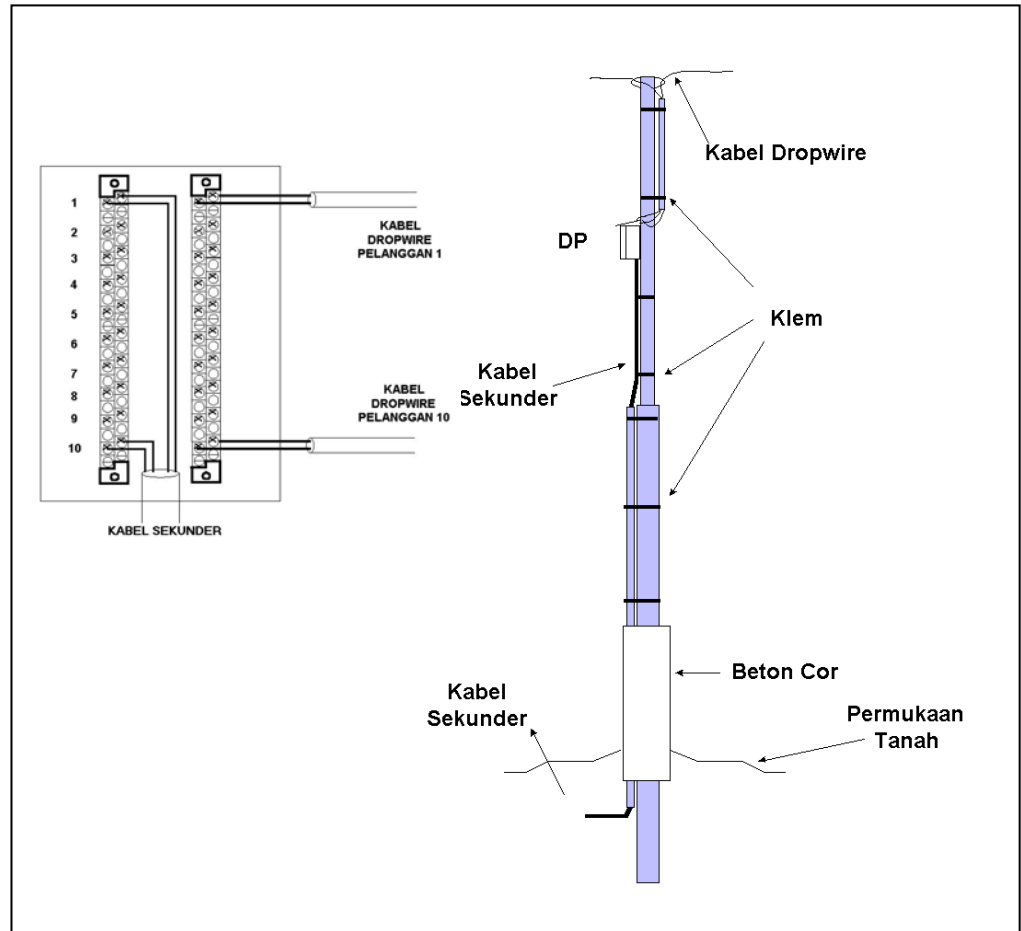 1
2
3
4
5
6
7
8
9
10
KABEL
DROPWIRE
PELANGGAN 1
KABEL
DROPWIRE
PELANGGAN 10
KABEL SEKUNDER
Kabel Dropwire
DP
Klem
Kabel
Sekunder
Beton Cor
Kabel
Sekunder
Permukaan
Tanah